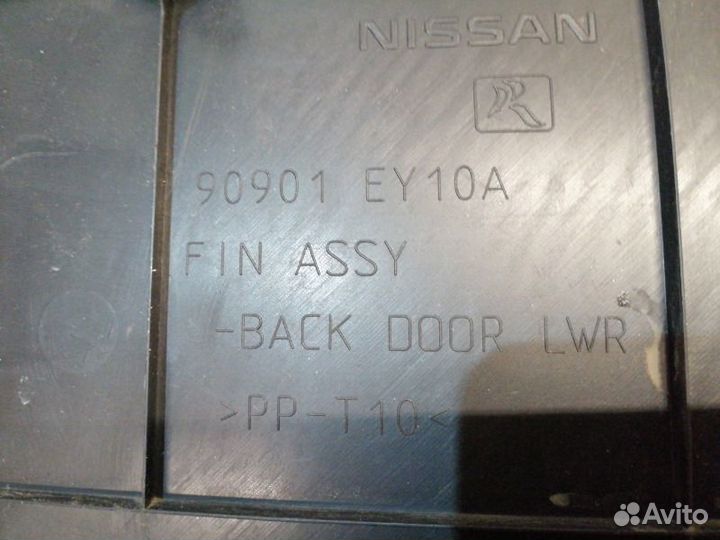 NISSAN
90901 EY10A
FIN ASSY
-BACK DOOR LWR
>PP-T10<
Avito